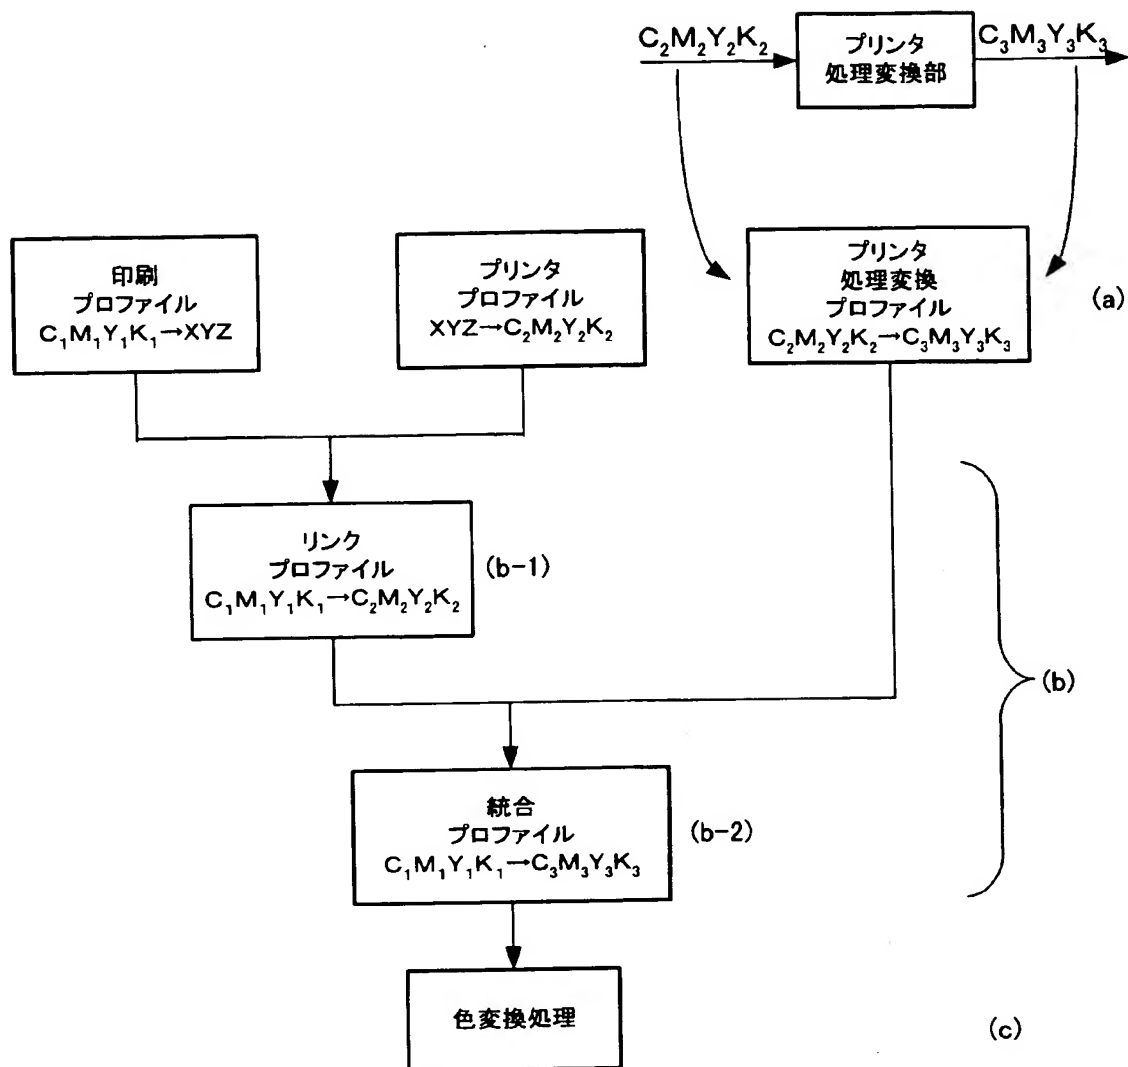 C₂M₂Y₂K₂
プリンタ
処理変換部
C₃M₃Y₃K₃
印刷
プロファイル
C₁M₁Y₁K₁→XYZ
プリンタ
プロファイル
XYZ→C₂M₂Y₂K₂
プリンタ
処理変換
プロファイル
C₂M₂Y₂K₂→C₃M₃Y₃K₃
(a)
リンク
プロファイル
C₁M₁Y₁K₁→C₂M₂Y₂K₂
(b-1)
(b)
統合
プロファイル
C₁M₁Y₁K₁→C₃M₃Y₃K₃
(b-2)
色変換処理
(c)